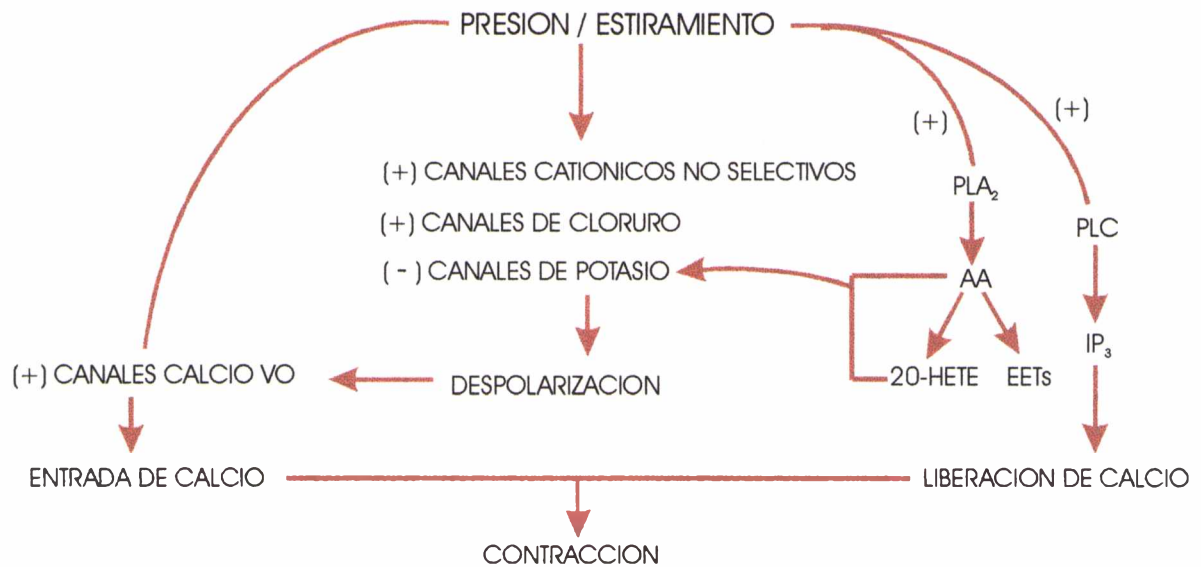 PRESION / ESTIRAMIENTO
(+)
(+)
(+) CANALES CATIONICOS NO SELECTIVOS
PLA₂
(+) CANALES DE CLORURO
PLC
(-) CANALES DE POTASIO
AA
IP₃
(+) CANALES CALCIO VO
DESPOLARIZACION
20-HETE
EETs
ENTRADA DE CALCIO
LIBERACION DE CALCIO
CONTRACCION